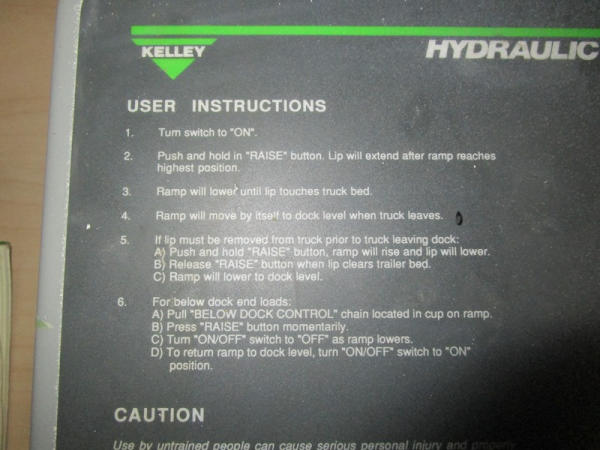 KELLEY
HYDRAULIC
USER INSTRUCTIONS
1. Turn switch to "ON".
2. Push and hold in "RAISE" button. Lip will extend after ramp reaches
highest position.
3. Ramp will lower until lip touches truck bed.
4. Ramp will move by itself to dock level when truck leaves.
5. If lip must be removed from truck prior to truck leaving dock:
A) Push and hold "RAISE" button, ramp will rise and lip will lower.
B) Release "RAISE" button when lip clears trailer bed.
C) Ramp will lower to dock level.
6. For below dock end loads:
A) Pull "BELOW DOCK CONTROL" chain located in cup on ramp.
B) Press "RAISE" button momentarily.
C) Turn "ON/OFF" switch to "OFF" as ramp lowers.
D) To return ramp to dock level, turn "ON/OFF" switch to "ON"
position.
CAUTION
Use by untrained people can cause serious personal injury and property